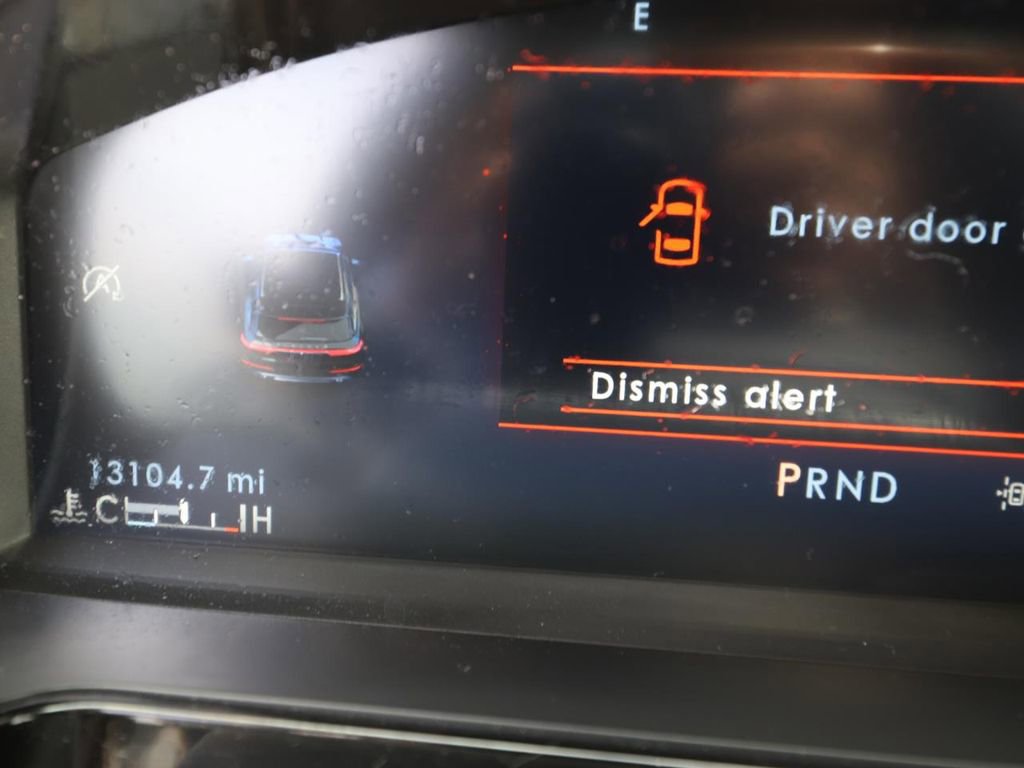 E
Driver door
Dismiss alert
13104.7 mi
PRND
C H